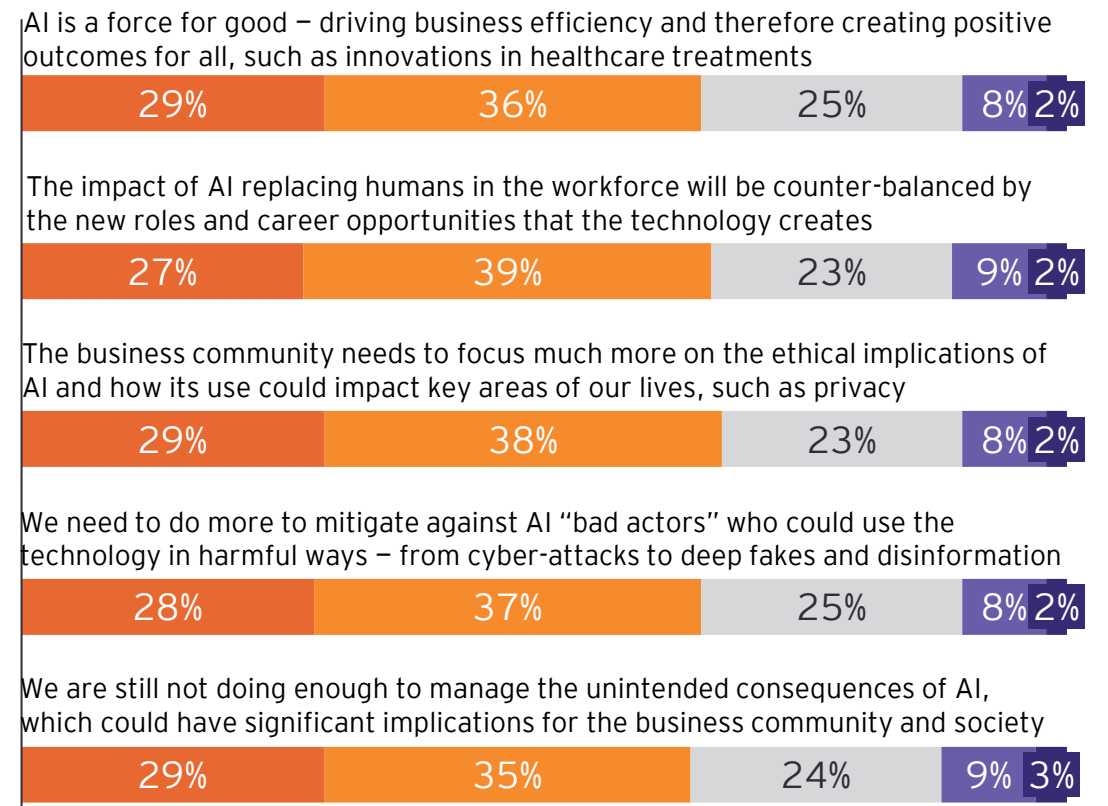 AI is a force for good – driving business efficiency and therefore creating positive
outcomes for all, such as innovations in healthcare treatments
29% 36% 25% 8% 2%
The impact of AI replacing humans in the workforce will be counter-balanced by
the new roles and career opportunities that the technology creates
27% 39% 23% 9% 2%
The business community needs to focus much more on the ethical implications of
AI and how its use could impact key areas of our lives, such as privacy
29% 38% 23% 8% 2%
We need to do more to mitigate against AI “bad actors” who could use the
technology in harmful ways – from cyber-attacks to deep fakes and disinformation
28% 37% 25% 8% 2%
We are still not doing enough to manage the unintended consequences of AI,
which could have significant implications for the business community and society
29% 35% 24% 9% 3%